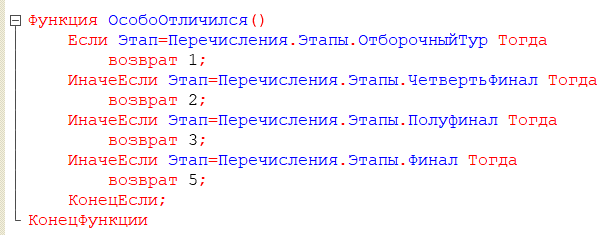 Функция ОсобоОтличился()
Если Этап=Перечисления.Этапы.ОтборочныйТур Тогда
возврат 1;
ИначеЕсли Этап=Перечисления.Этапы.ЧетвертьФинал Тогда
возврат 2;
ИначеЕсли Этап=Перечисления.Этапы.Полуфинал Тогда
возврат 3;
ИначеЕсли Этап=Перечисления.Этапы.Финал Тогда
возврат 5;
КонецЕсли;
КонецФункции